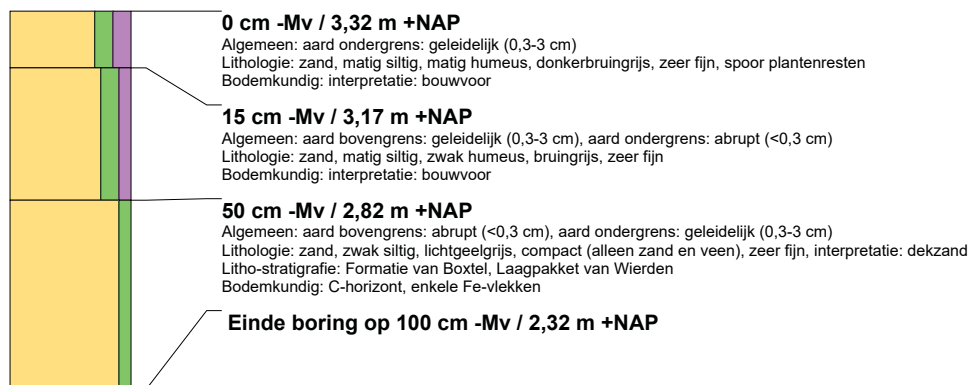 0 cm -Mv / 3,32 m +NAP
Algemeen: aard ondergrens: geleidelijk (0,3-3 cm)
Lithologie: zand, matig siltig, matig humeus, donkerbruingrijs, zeer fijn, spoor plantenresten
Bodemkundig: interpretatie: bouwvoor
15 cm -Mv / 3,17 m +NAP
Algemeen: aard bovengrens: geleidelijk (0,3-3 cm), aard ondergrens: abrupt (<0,3 cm)
Lithologie: zand, matig siltig, zwak humeus, bruingrijs, zeer fijn
Bodemkundig: interpretatie: bouwvoor
50 cm -Mv / 2,82 m +NAP
Algemeen: aard bovengrens: abrupt (<0,3 cm), aard ondergrens: geleidelijk (0,3-3 cm)
Lithologie: zand, zwak siltig, lichtgeelgrijs, compact (alleen zand en veen), zeer fijn, interpretatie: dekzand
Litho-stratigrafie: Formatie van Boxtel, Laagpakket van Wierden
Bodemkundig: C-horizont, enkele Fe-vlekken
Einde boring op 100 cm -Mv / 2,32 m +NAP